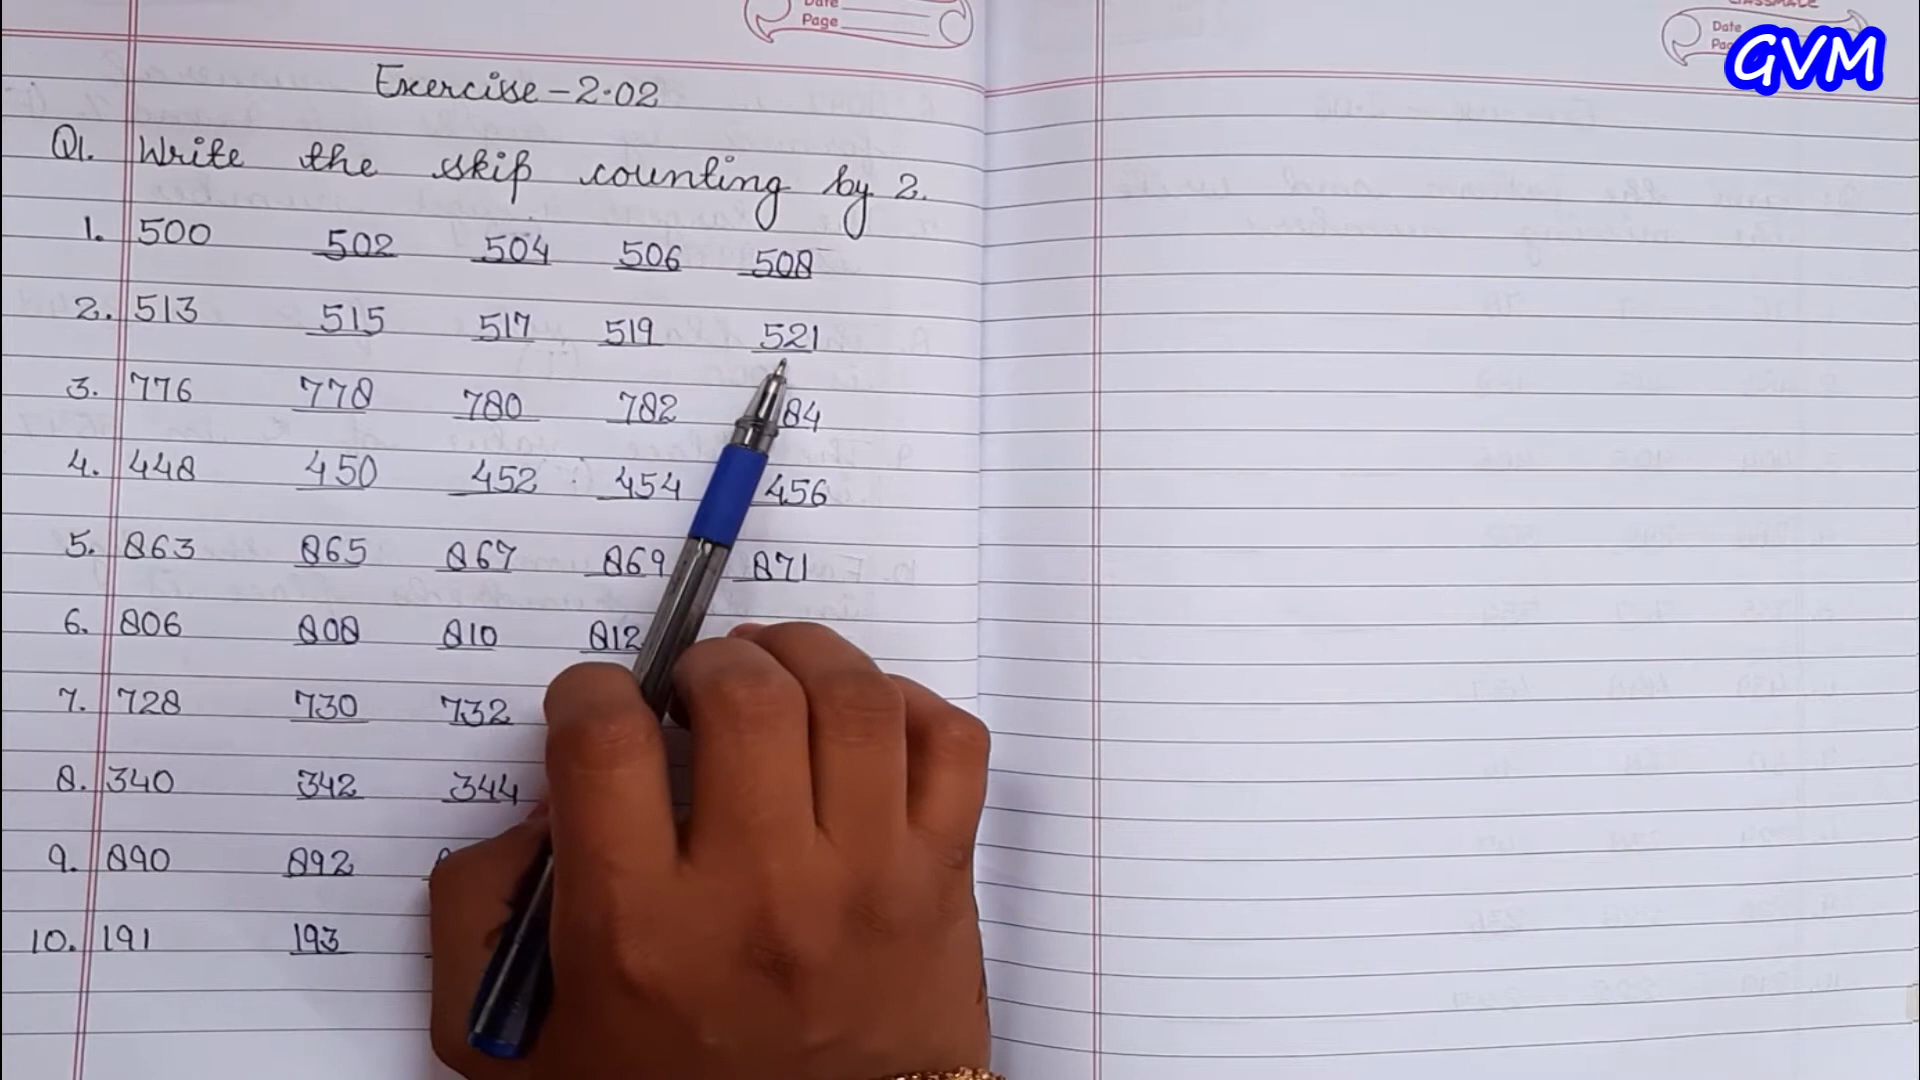 Date
Page
CLASSMATE
Date
GVM
Exercise-2.02
Q1. Write the skip counting by 2.
1. 500 502 504 506 508
2. 513 515 517 519 521
3. 776 778 780 782 84
4. 448 450 452 454 456
5. 863 865 867 869 871
6. 806 808 810 812
7. 728 730 732
8. 340 342 344
9. 890 892
10. 191 193